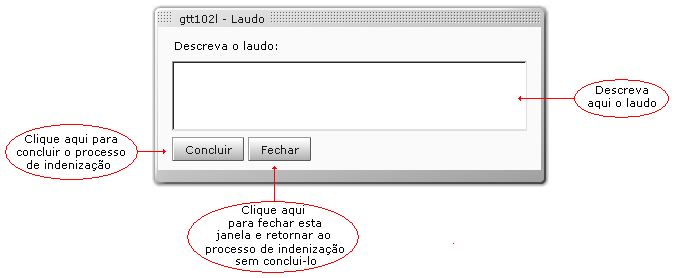 gtt102l - Laudo
Descreva o laudo:
Descreva
aqui o laudo
Clique aqui para
concluir o processo
de indenização
Concluir
Fechar
Clique aqui
para fechar esta
janela e retornar ao
processo de indenização
sem conclui-lo